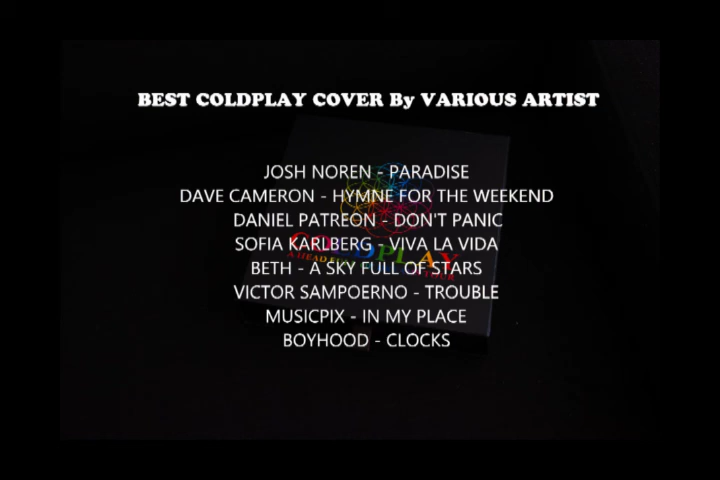 BEST COLDPLAY COVER By VARIOUS ARTIST
JOSH NOREN - PARADISE
DAVE CAMERON - HYMNE FOR THE WEEKEND
DANIEL PATREON - DON'T PANIC
SOFIA KARLBERG - VIVA LA VIDA
COLDPLAY
BETH - A SKY FULL OF STARS
VICTOR SAMPOERNO - TROUBLE
MUSICPIX - IN MY PLACE
BOYHOOD - CLOCKS